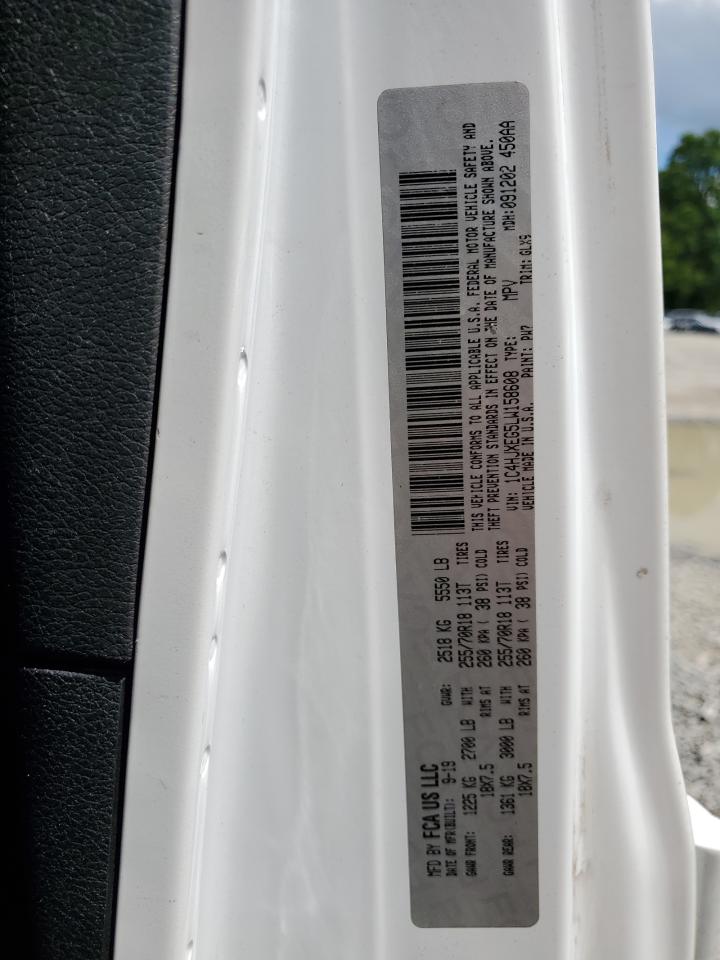 MFD BY FCA US LLC
DATE OF MFR(BUILT): 9-19 GVWR: 2518 KG 5550 LB
GAWR FRONT: 1225 KG 2700 LB WITH 255/70R18 113T TIRES
18X7.5 RIMS AT 260 KPA ( 38 PSI) COLD
GAWR REAR: 1361 KG 3000 LB WITH 255/70R18 113T TIRES
18X7.5 RIMS AT 260 KPA ( 38 PSI) COLD
THIS VEHICLE CONFORMS TO ALL APPLICABLE U.S.A. FEDERAL MOTOR VEHICLE SAFETY AND
THEFT PREVENTION STANDARDS IN EFFECT ON THE DATE OF MANUFACTURE SHOWN ABOVE.
VIN: 1C4HJXEG5LW158608 TYPE: MPV MDH:091202 450AA
VEHICLE MADE IN U.S.A. PAINT: PW7 TRIM: GLX9